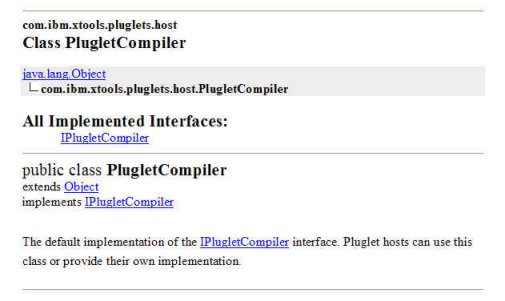 com.ibm.xtools.pluglets.host
Class PlugletCompiler
java.lang.Object
com.ibm.xtools.pluglets.host.PlugletCompiler
All Implemented Interfaces:
IPlugletCompiler
public class PlugletCompiler
extends Object
implements IPlugletCompiler
The default implementation of the IPlugletCompiler interface. Pluglet hosts can use this
class or provide their own implementation.